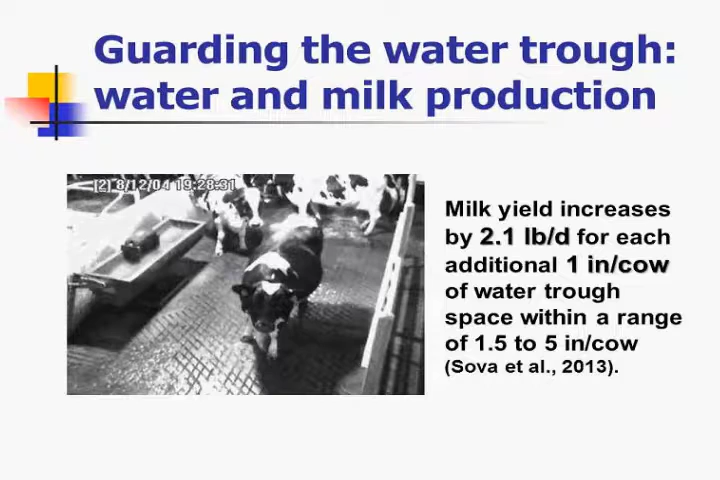 Guarding the water trough:
water and milk production
[2] 8/12/04 19:28:31
Milk yield increases
by 2.1 lb/d for each
additional 1 in/cow
of water trough
space within a range
of 1.5 to 5 in/cow
(Sova et al., 2013).